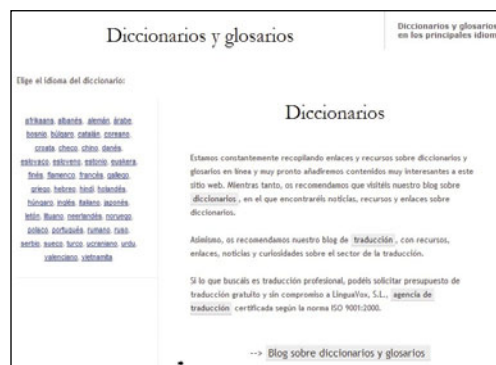 Diccionarios y glosarios
Diccionarios y glosarios
en los principales idiom
Elige el idioma del diccionario:
afrikaans, albanés, alemán, árabe,
bosnio, búlgaro, catalán, coreano,
croata, checo, chino, danés,
eslovaco, esloveno, estonio, euskara,
finés, flamenco, francés, gallego,
griego, hebreo, hindi, holandés,
húngaro, inglés, italiano, japonés,
letón, lituano, neerlandés, noruego,
polaco, portugués, rumano, ruso,
serbio, sueco, turco, ucraniano, urdu,
valenciano, vietnamita
Diccionarios
Estamos constantemente recopilando enlaces y recursos sobre diccionarios y
glosarios en línea y muy pronto añadiremos contenidos muy interesantes a este
sitio web. Mientras tanto, os recomendamos que visitéis nuestro blog sobre
diccionarios, en el que encontraréis noticias, recursos y enlaces sobre
diccionarios.
Asimismo, os recomendamos nuestro blog de traducción, con recursos,
enlaces, noticias y curiosidades sobre el sector de la traducción.
Si lo que buscáis es traducción profesional, podéis solicitar presupuesto de
traducción gratuito y sin compromiso a LinguaVox, S.L., agencia de
traducción certificada según la norma ISO 9001:2000.
--> Blog sobre diccionarios y glosarios